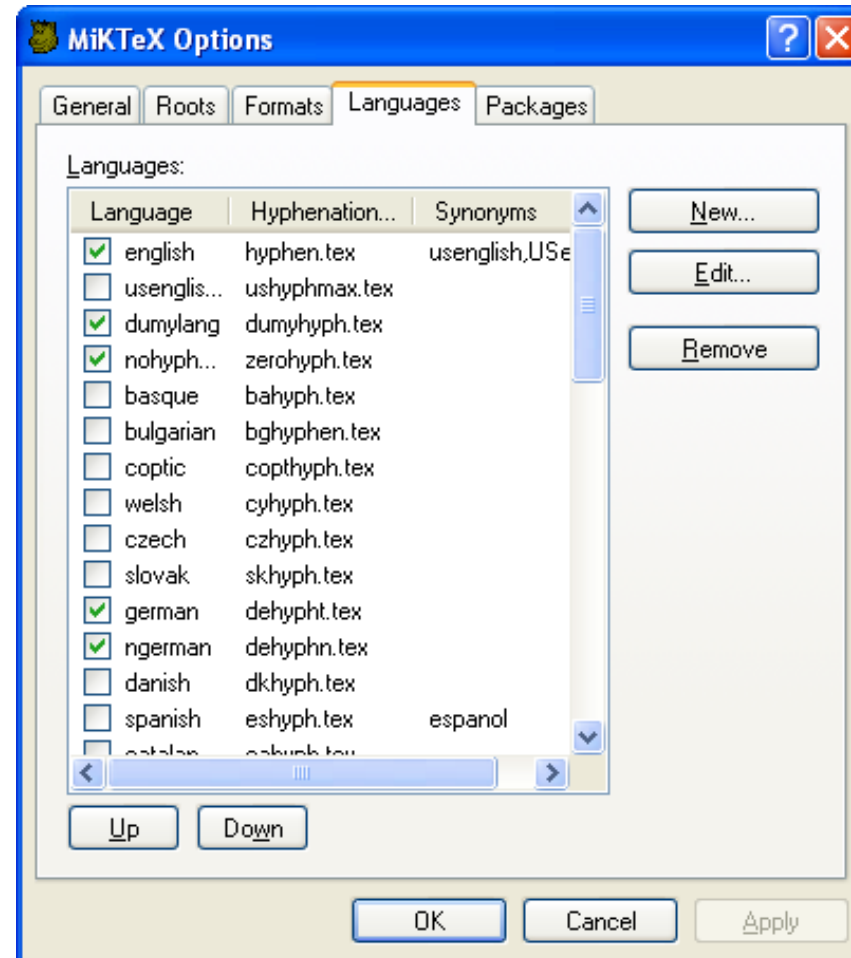 MiKTeX Options
General Roots Formats Languages Packages
Languages:
Language Hyphenation... Synonyms
english hyphen.tex usenglish,USe
usenglis... ushyphmax.tex
dumylang dumyhyph.tex
nohyph... zerohyph.tex
basque bahyph.tex
bulgarian bghyphen.tex
coptic copthyph.tex
welsh cyhyph.tex
czech czhyph.tex
slovak skhyph.tex
german dehypht.tex
ngerman dehyphn.tex
danish dkhyph.tex
spanish eshyph.tex espanol
catalan cahyph.tex
New...
Edit...
Remove
Up Down
OK Cancel Apply